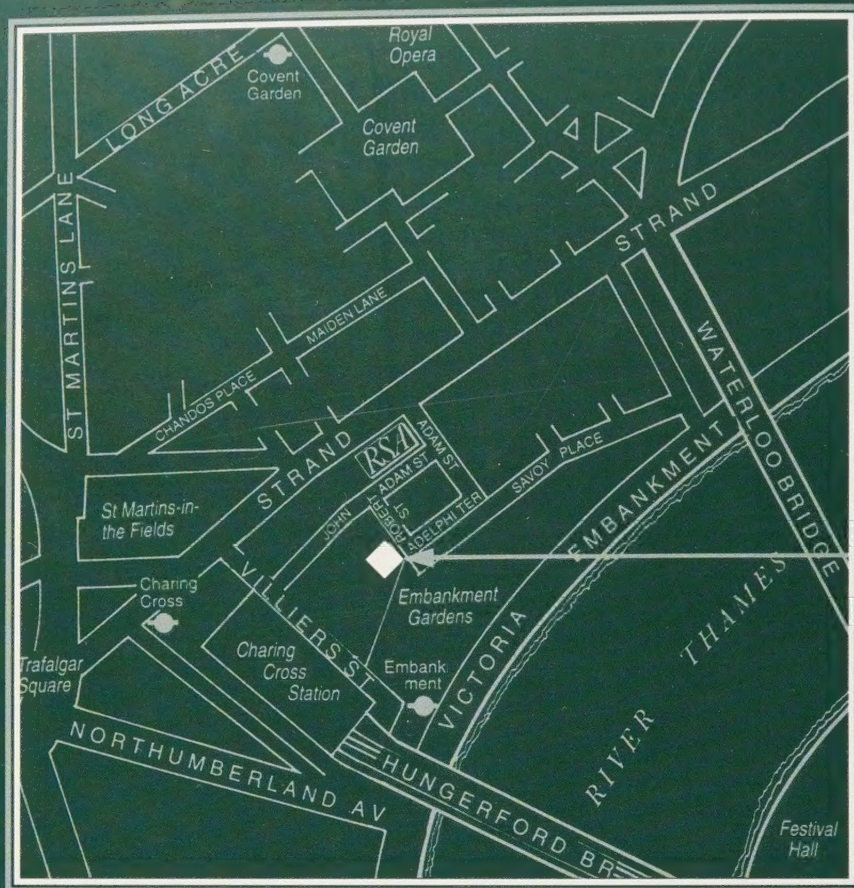 Royal
Opera
Covent
Garden
LONG ACRE
Covent
Garden
STRAND
ST MARTINS LANE
MAIDEN LANE
CHANDOS PLACE
WATERLOO BRIDGE
STRAND
RSA
ADAM ST
ADAM ST
JOHN
ROBERT
ST
ADELPHI TER
SAVOY PLACE
St Martins-in-
the Fields
VICTORIA EMBANKMENT
Charing
Cross
VILLIERS ST
Embankment
Gardens
RIVER THAMES
Charing
Cross
Station
Embank
ment
Trafalgar
Square
NORTHUMBERLAND AV
HUNGERFORD BR
Festival
Hall